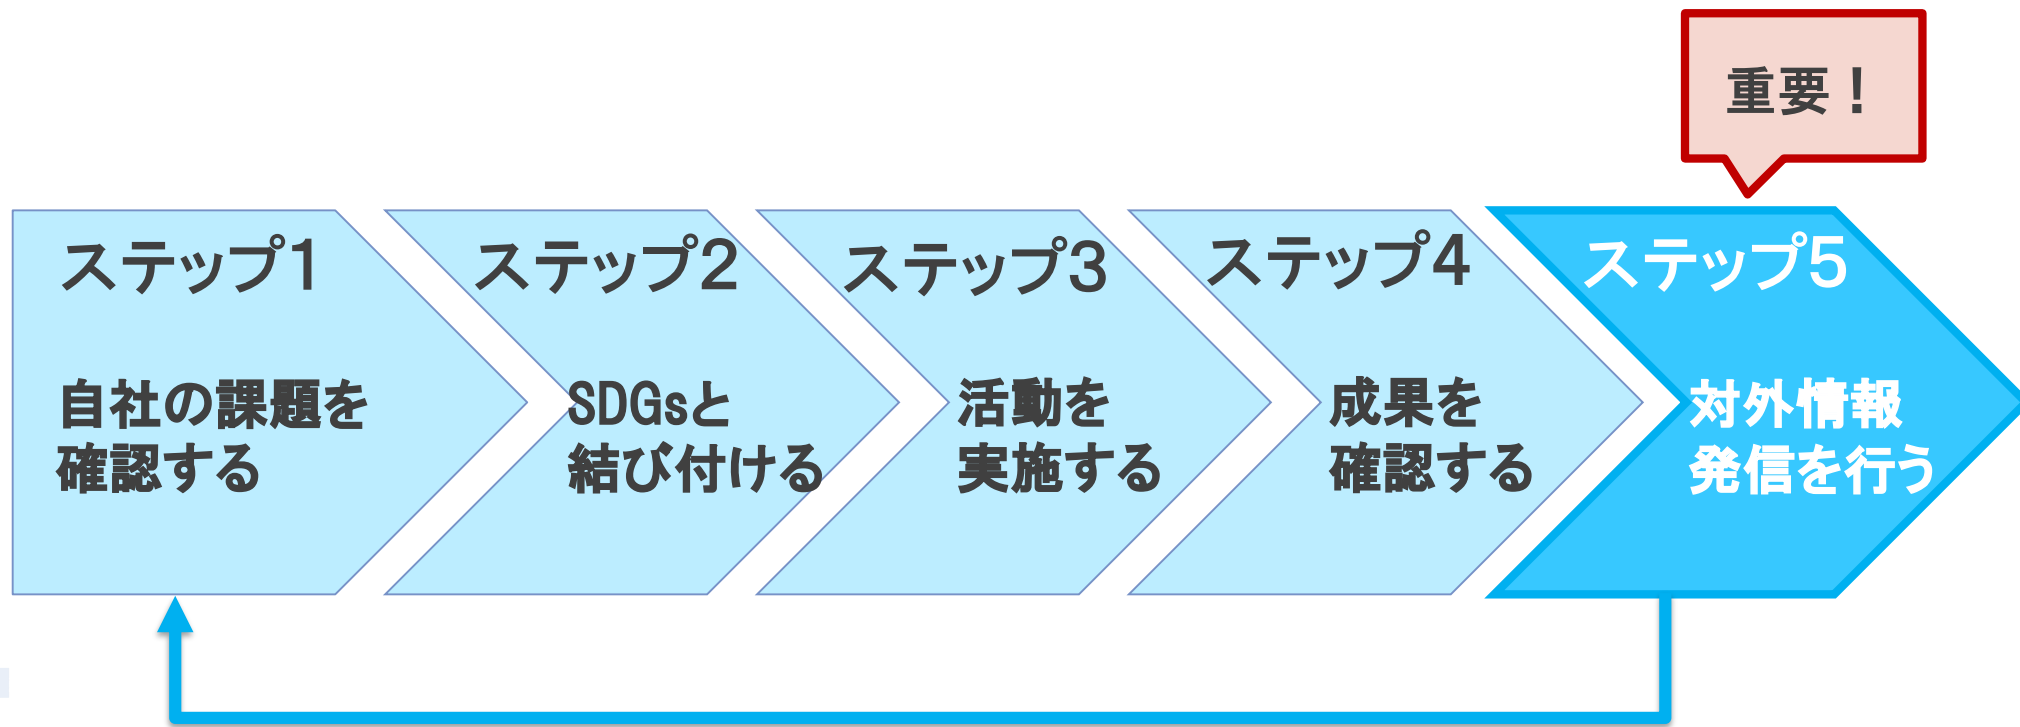 重要！
ステップ1
自社の課題を
確認する
ステップ2
SDGsと
結び付ける
ステップ3
活動を
実施する
ステップ4
成果を
確認する
ステップ5
対外情報
発信を行う